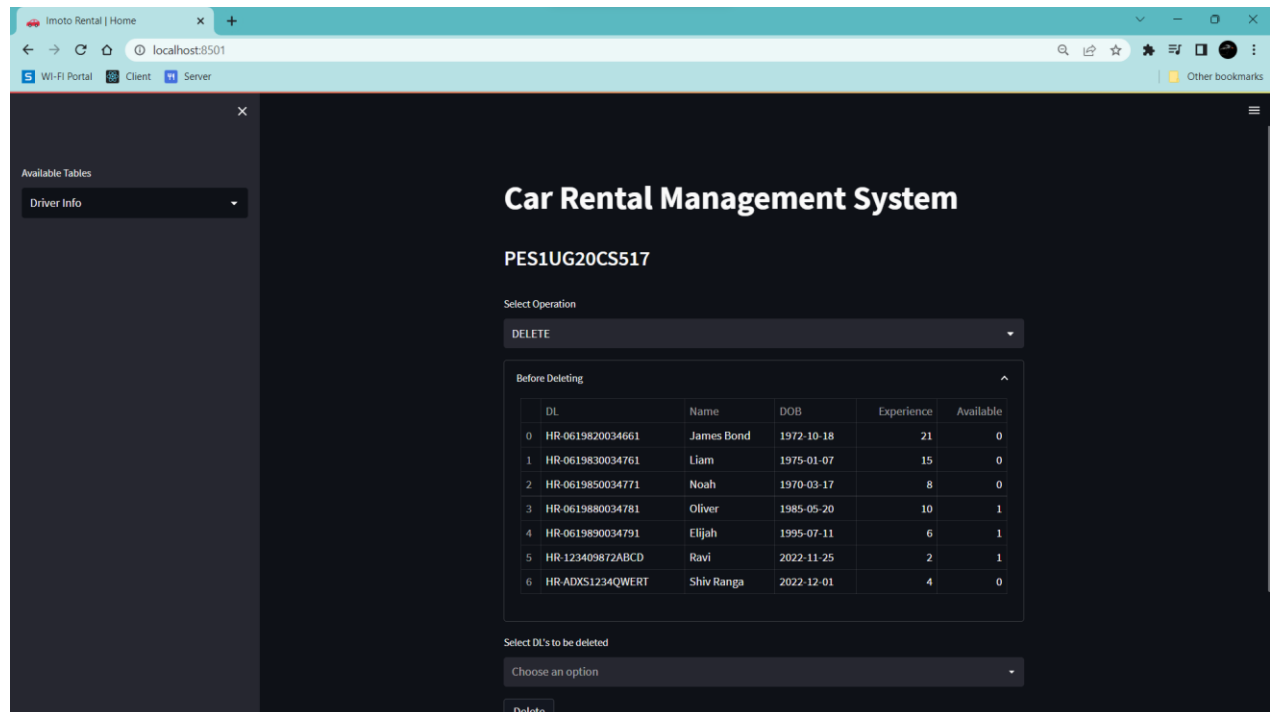 Imoto Rental | Home
localhost:8501
WI-FI Portal Client Server Other bookmarks
Available Tables
Driver Info
Car Rental Management System
PES1UG20CS517
Select Operation
DELETE
Before Deleting
DL Name DOB Experience Available
0 HR-0619820034661 James Bond 1972-10-18 21 0
1 HR-0619830034761 Liam 1975-01-07 15 0
2 HR-0619850034771 Noah 1970-03-17 8 0
3 HR-0619880034781 Oliver 1985-05-20 10 1
4 HR-0619890034791 Elijah 1995-07-11 6 1
5 HR-123409872ABCD Ravi 2022-11-25 2 1
6 HR-ADXS1234QWERT Shiv Ranga 2022-12-01 4 0
Select DL's to be deleted
Choose an option
Delete